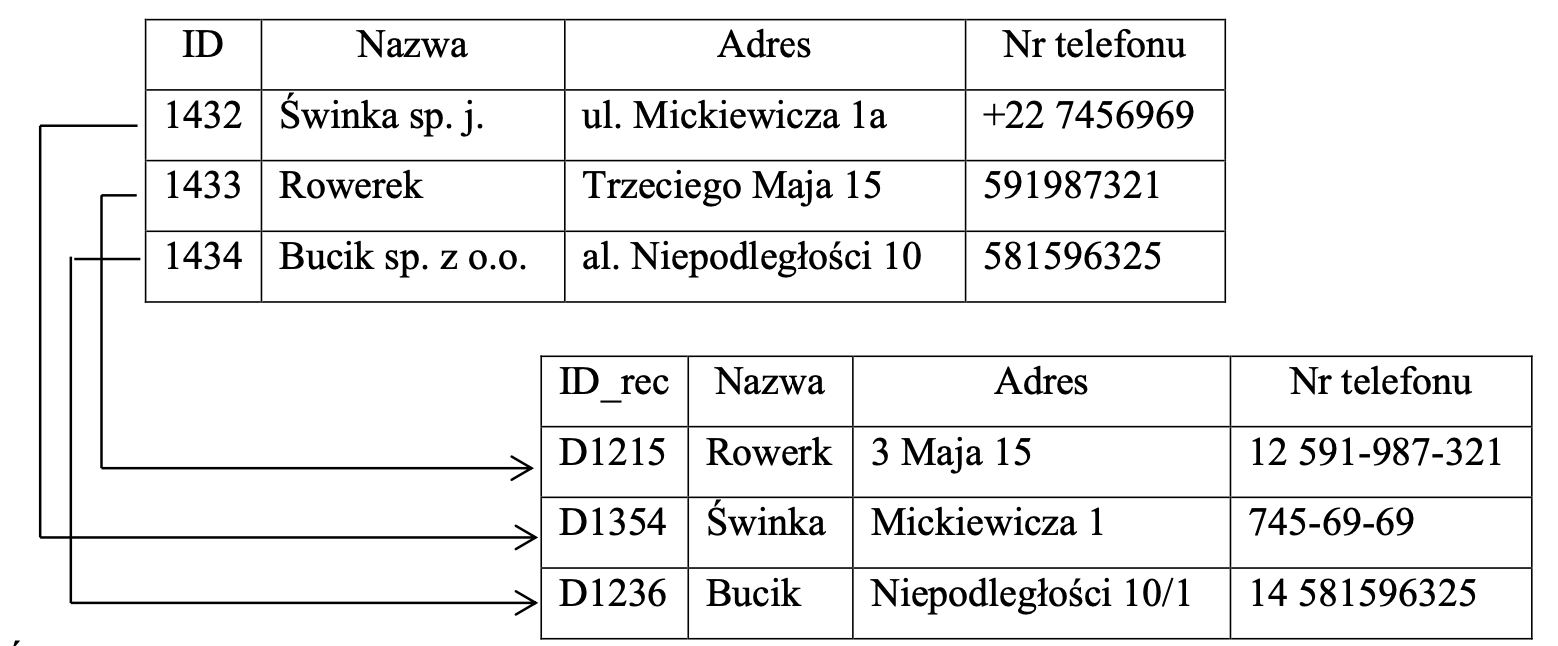 ID Nazwa Adres Nr telefonu
1432 Świnka sp. j. ul. Mickiewicza 1a +22 7456969
1433 Rowerek Trzeciego Maja 15 591987321
1434 Bucik sp. z o.o. al. Niepodległości 10 581596325
ID_rec Nazwa Adres Nr telefonu
D1215 Rowerk 3 Maja 15 12 591-987-321
D1354 Świnka Mickiewicza 1 745-69-69
D1236 Bucik Niepodległości 10/1 14 581596325